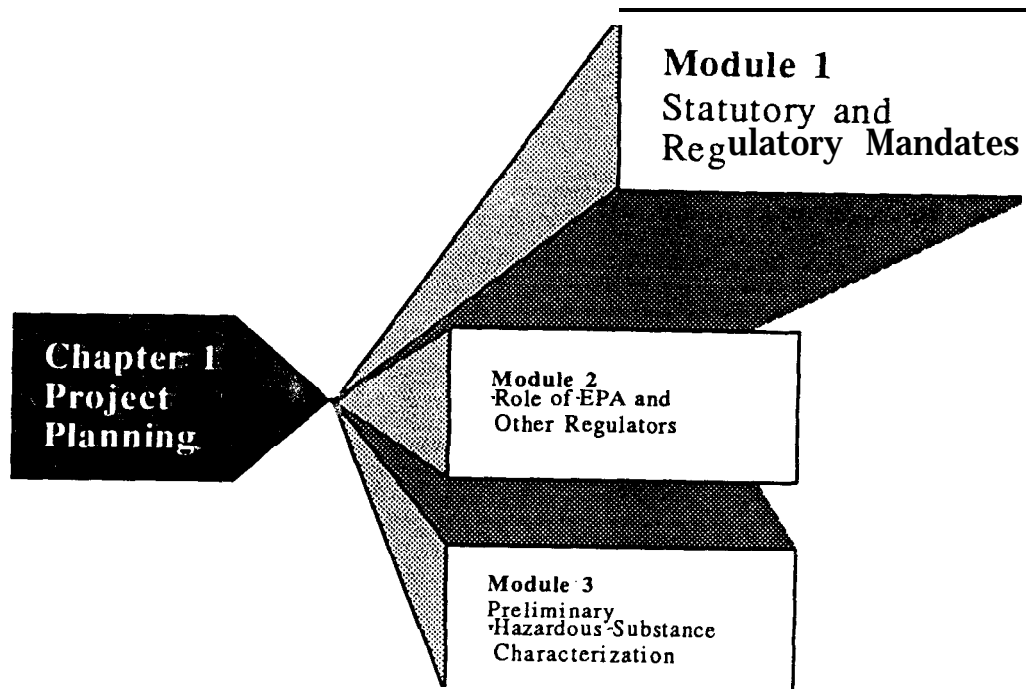 Module 1
Statutory and
Regulatory Mandates
Chapter 1
Project
Planning
Module 2
Role of EPA and
Other Regulators
Module 3
Preliminary
Hazardous Substance
Characterization